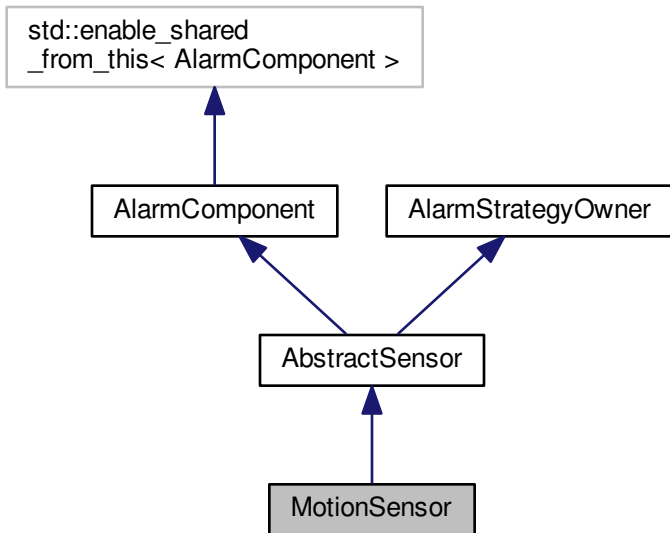 std::enable_shared
_from_this< AlarmComponent >
AlarmComponent
AlarmStrategyOwner
AbstractSensor
MotionSensor